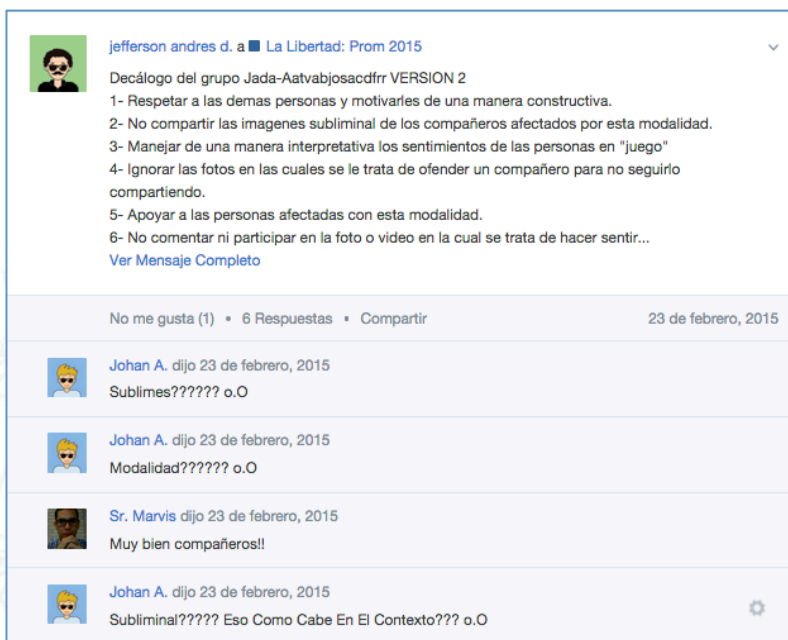 jefferson andres d. a La Libertad: Prom 2015
Decálogo del grupo Jada-Aatvabjosacdfrr VERSION 2
1- Respetar a las demas personas y motivarles de una manera constructiva.
2- No compartir las imagenes subliminal de los compañeros afectados por esta modalidad.
3- Manejar de una manera interpretativa los sentimientos de las personas en "juego"
4- Ignorar las fotos en las cuales se le trata de ofender un compañero para no seguirlo
compartiendo.
5- Apoyar a las personas afectadas con esta modalidad.
6- No comentar ni participar en la foto o video en la cual se trata de hacer sentir...
Ver Mensaje Completo
No me gusta (1) • 6 Respuestas • Compartir 23 de febrero, 2015
Johan A. dijo 23 de febrero, 2015
Sublimes?????? o.O
Johan A. dijo 23 de febrero, 2015
Modalidad?????? o.O
Sr. Marvis dijo 23 de febrero, 2015
Muy bien compañeros!!
Johan A. dijo 23 de febrero, 2015
Subliminal????? Eso Como Cabe En El Contexto??? o.O